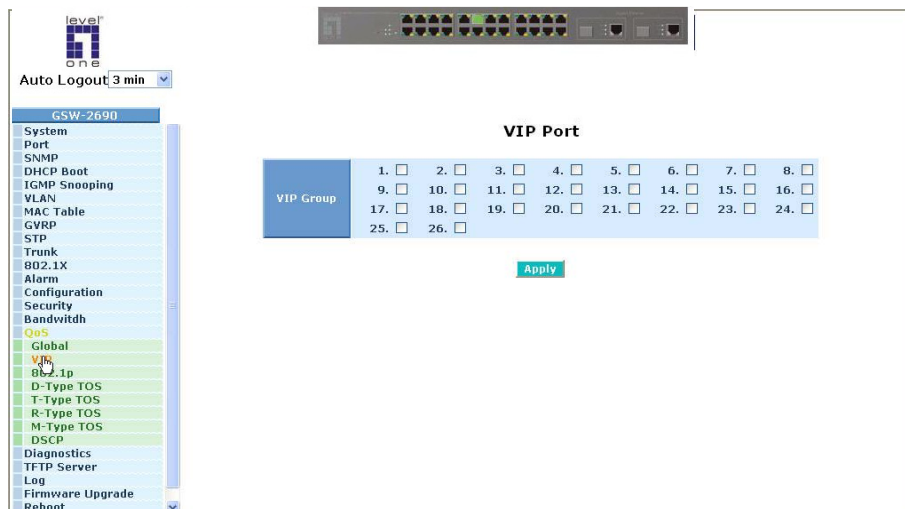 level
one
Auto Logout 3 min
GSW-2690
System
Port
SNMP
DHCP Boot
IGMP Snooping
VLAN
MAC Table
GVRP
STP
Trunk
802.1X
Alarm
Configuration
Security
Bandwitdh
QoS
Global
VIP
802.1p
D-Type TOS
T-Type TOS
R-Type TOS
M-Type TOS
DSCP
Diagnostics
TFTP Server
Log
Firmware Upgrade
Reboot
VIP Port
VIP Group
1. 2. 3. 4. 5. 6. 7. 8.
9. 10. 11. 12. 13. 14. 15. 16.
17. 18. 19. 20. 21. 22. 23. 24.
25. 26.
Apply